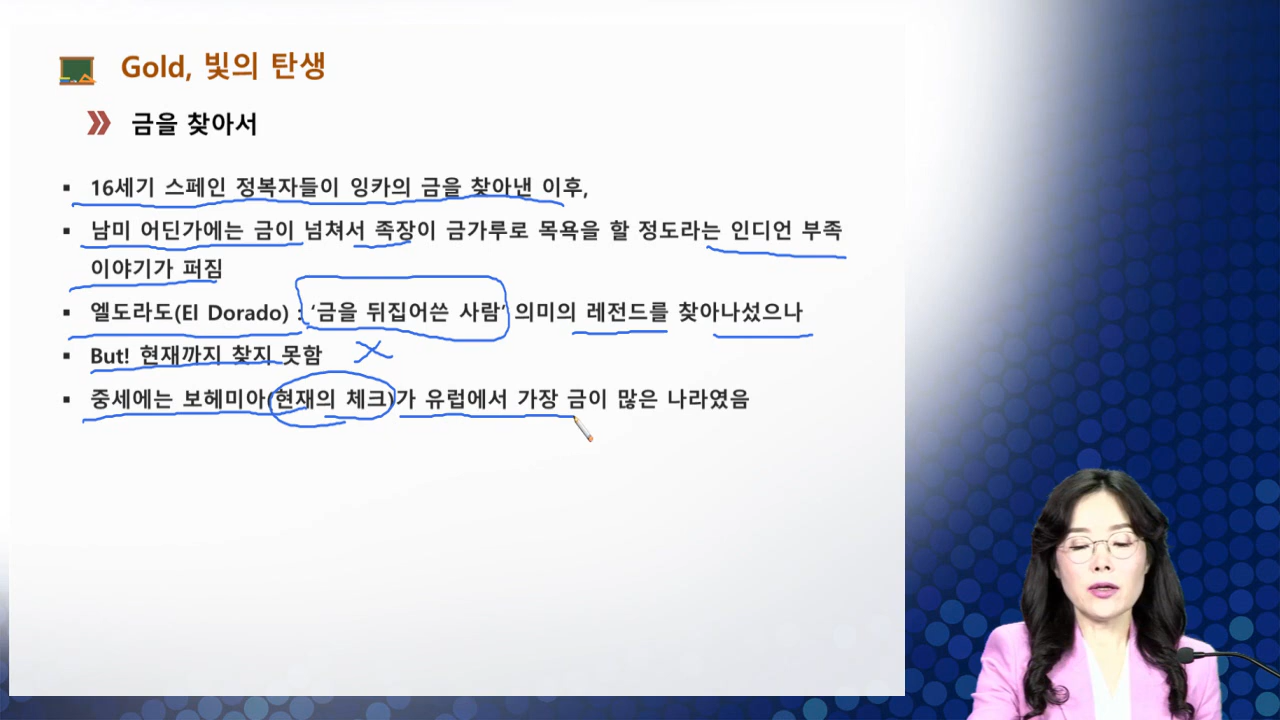 Gold, 빛의 탄생
금을 찾아서
▪ 16세기 스페인 정복자들이 잉카의 금을 찾아낸 이후,
▪ 남미 어딘가에는 금이 넘쳐서 족장이 금가루로 목욕을 할 정도라는 인디언 부족
이야기가 퍼짐
▪ 엘도라도(El Dorado) : ‘금을 뒤집어쓴 사람’ 의미의 레전드를 찾아나섰으나
▪ But! 현재까지 찾지 못함
▪ 중세에는 보헤미아(현재의 체크)가 유럽에서 가장 금이 많은 나라였음